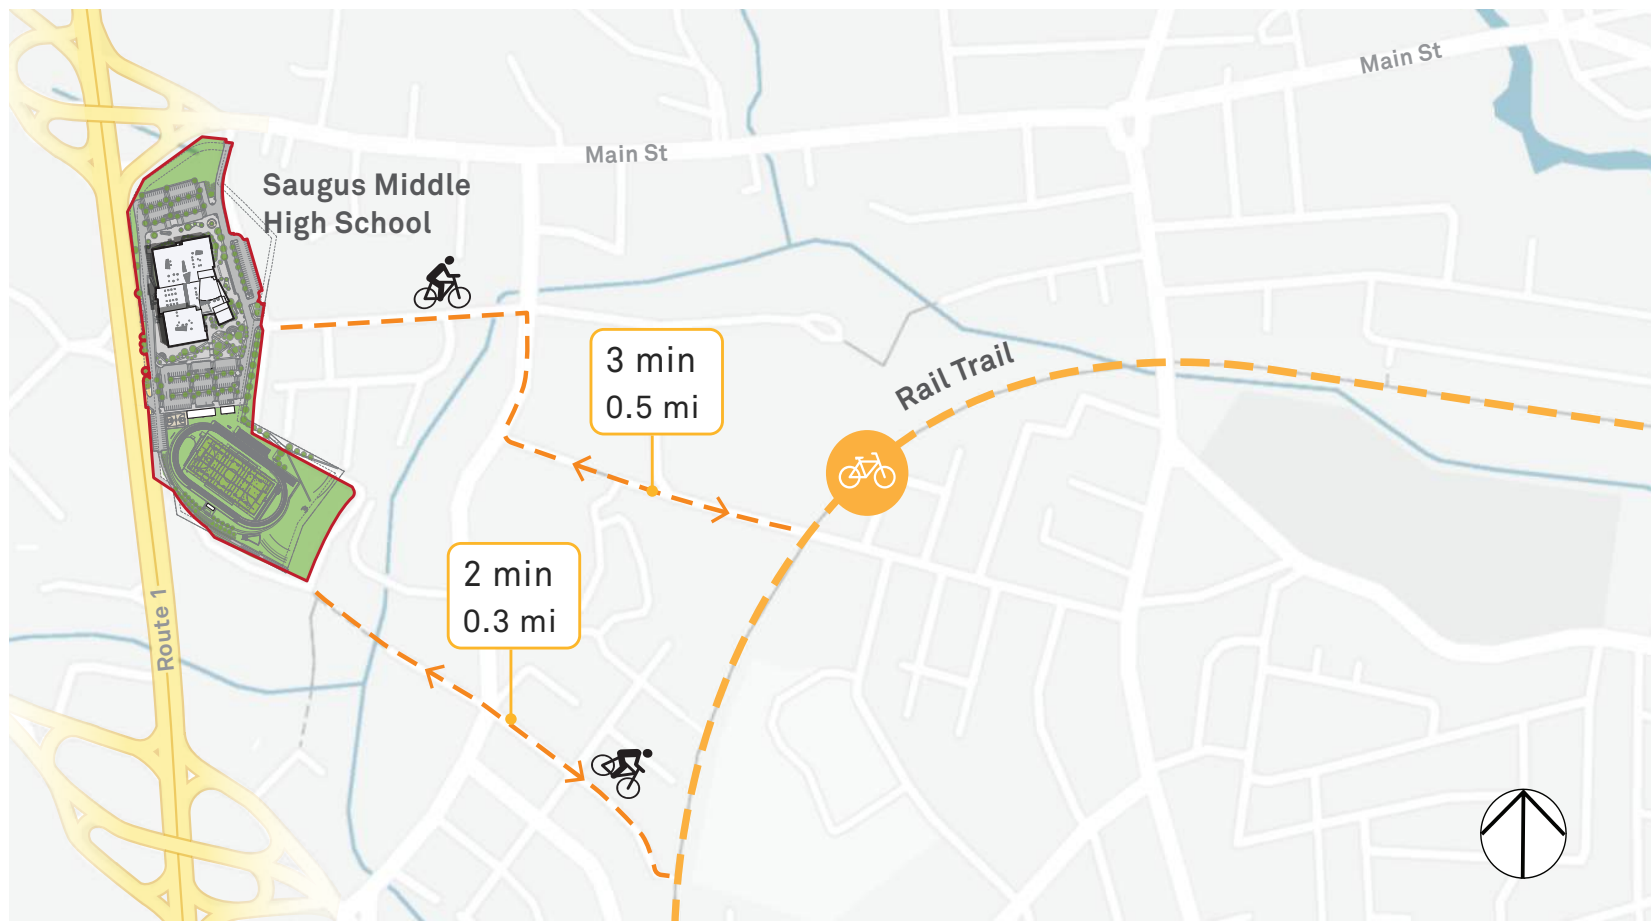 Main St
Main St
Saugus Middle
High School
3 min
0.5 mi
Rail Trail
2 min
0.3 mi
Route 1